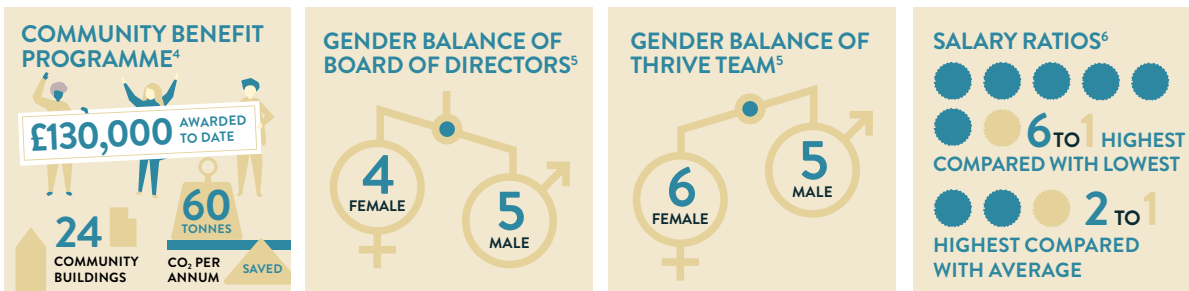 COMMUNITY BENEFIT
PROGRAMME⁴
£130,000 AWARDED
TO DATE
60
TONNES
24
COMMUNITY
BUILDINGS
CO₂ PER
ANNUM
SAVED
GENDER BALANCE OF
BOARD OF DIRECTORS⁵
4
FEMALE
5
MALE
GENDER BALANCE OF
THRIVE TEAM⁵
6
FEMALE
5
MALE
SALARY RATIOS⁶
6 TO 1 HIGHEST
COMPARED WITH LOWEST
2 TO 1
HIGHEST COMPARED
WITH AVERAGE